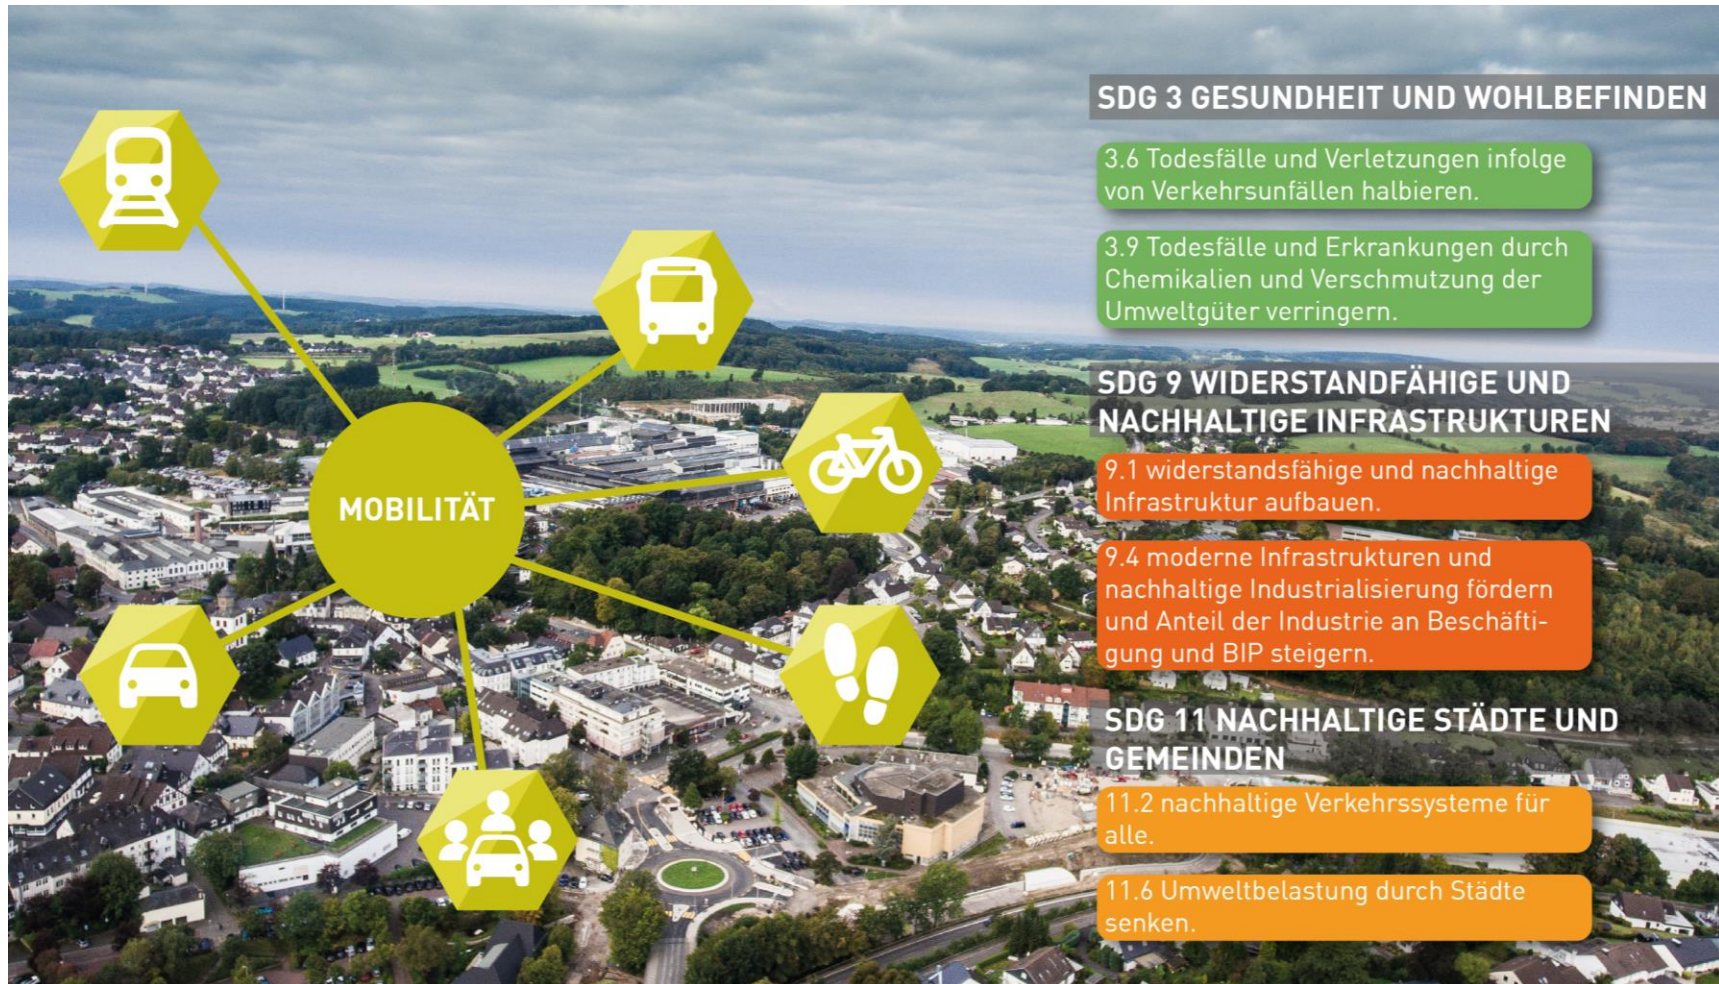 MOBILITÄT
SDG 3 GESUNDHEIT UND WOHLBEFINDEN
3.6 Todesfälle und Verletzungen infolge
von Verkehrsunfällen halbieren.
3.9 Todesfälle und Erkrankungen durch
Chemikalien und Verschmutzung der
Umweltgüter verringern.
SDG 9 WIDERSTANDFÄHIGE UND
NACHHALTIGE INFRASTRUKTUREN
9.1 widerstandsfähige und nachhaltige
Infrastruktur aufbauen.
9.4 moderne Infrastrukturen und
nachhaltige Industrialisierung fördern
und Anteil der Industrie an Beschäfti-
gung und BIP steigern.
SDG 11 NACHHALTIGE STÄDTE UND
GEMEINDEN
11.2 nachhaltige Verkehrssysteme für
alle.
11.6 Umweltbelastung durch Städte
senken.